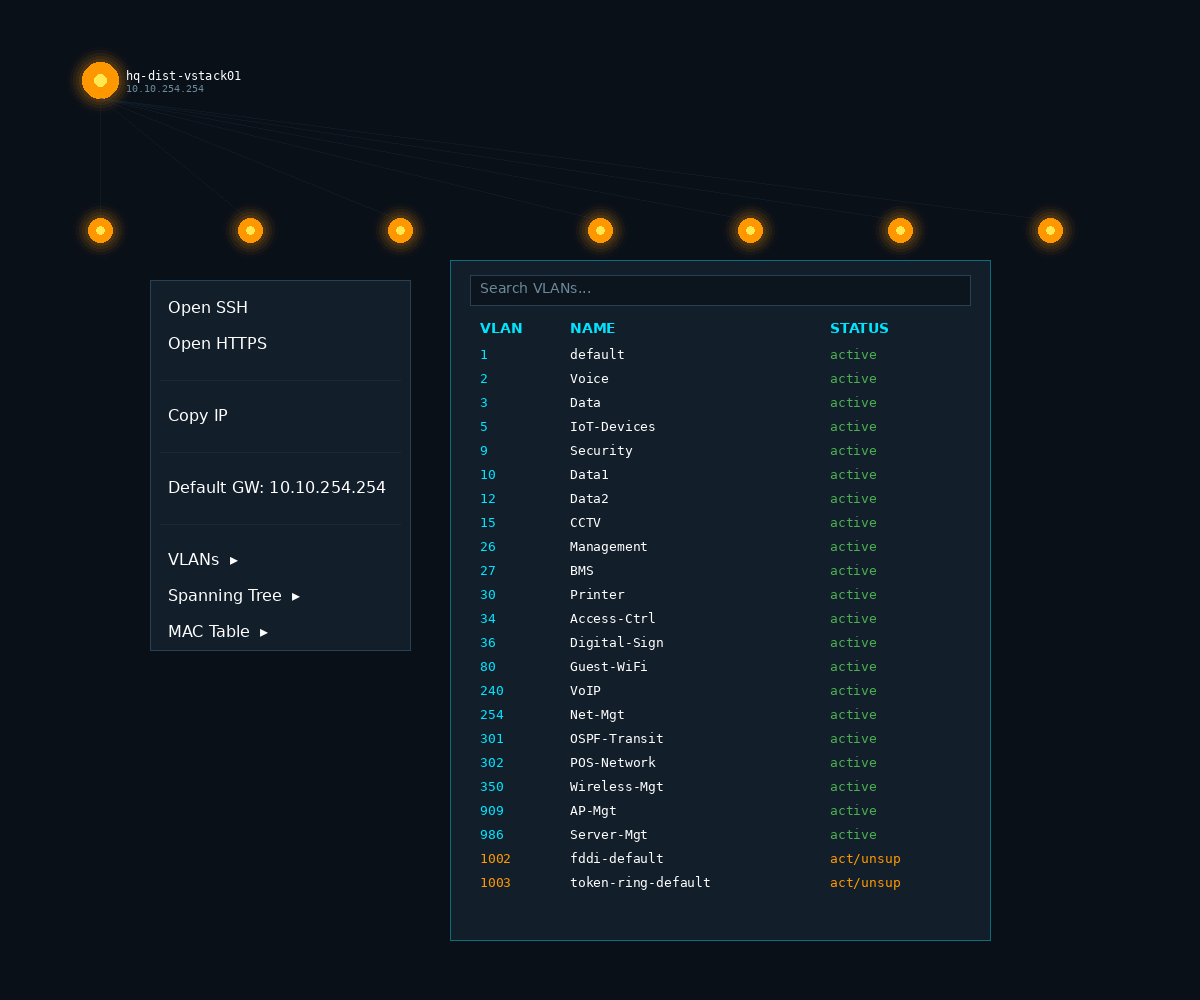 hq-dist-vstack01
10.10.254.254
Open SSH
Open HTTPS
Copy IP
Default GW: 10.10.254.254
VLANs ▸
Spanning Tree ▸
MAC Table ▸
Search VLANs...
VLAN NAME STATUS
1 default active
2 Voice active
3 Data active
5 IoT-Devices active
9 Security active
10 Data1 active
12 Data2 active
15 CCTV active
26 Management active
27 BMS active
30 Printer active
34 Access-Ctrl active
36 Digital-Sign active
80 Guest-WiFi active
240 VoIP active
254 Net-Mgt active
301 OSPF-Transit active
302 POS-Network active
350 Wireless-Mgt active
909 AP-Mgt active
986 Server-Mgt active
1002 fddi-default act/unsup
1003 token-ring-default act/unsup